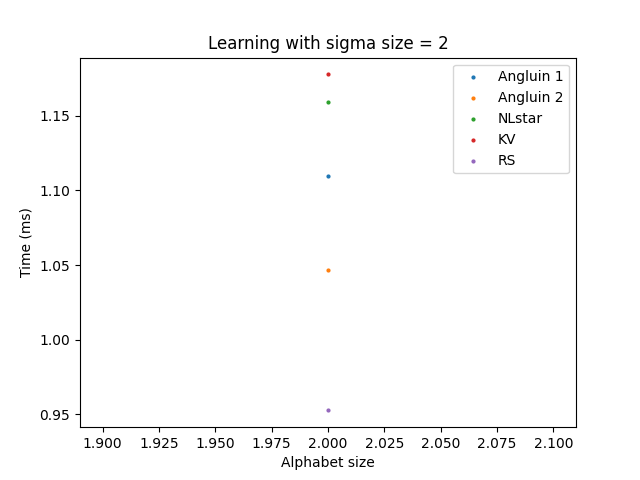 Learning with sigma size = 2
Angluin 1
Angluin 2
NLstar
KV
RS
Time (ms)
1.15
1.10
1.05
1.00
0.95
1.900 1.925 1.950 1.975 2.000 2.025 2.050 2.075 2.100
Alphabet size